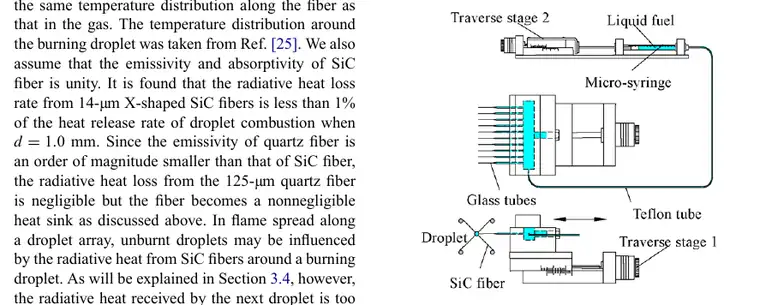 the same temperature distribution along the fiber as
that in the gas. The temperature distribution around
the burning droplet was taken from Ref. [25]. We also
assume that the emissivity and absorptivity of SiC
fiber is unity. It is found that the radiative heat loss
rate from 14-μm X-shaped SiC fibers is less than 1%
of the heat release rate of droplet combustion when
d = 1.0 mm. Since the emissivity of quartz fiber is
an order of magnitude smaller than that of SiC fiber,
the radiative heat loss from the 125-μm quartz fiber
is negligible but the fiber becomes a nonnegligible
heat sink as discussed above. In flame spread along
a droplet array, unburnt droplets may be influenced
by the radiative heat from SiC fibers around a burning
droplet. As will be explained in Section 3.4, however,
the radiative heat received by the next droplet is too
Traverse stage 2
Liquid fuel
Micro-syringe
Glass tubes
Teflon tube
Droplet
Traverse stage 1
SiC fiber